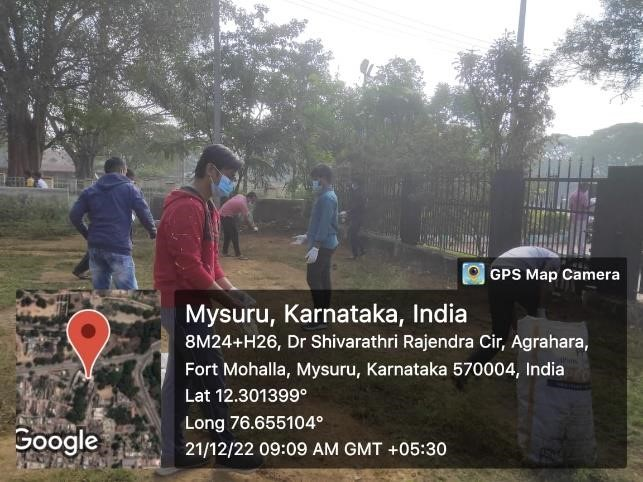 GPS Map Camera
Mysuru, Karnataka, India
8M24+H26, Dr Shivarathri Rajendra Cir, Agrahara,
Fort Mohalla, Mysuru, Karnataka 570004, India
Lat 12.301399°
Long 76.655104°
21/12/22 09:09 AM GMT +05:30
Google